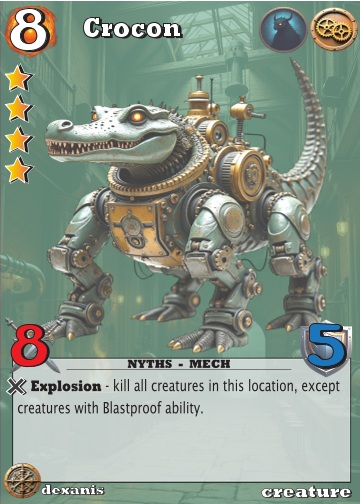 8 Crocon
8
5
NYTHS - MECH
Explosion - kill all creatures in this location, except
creatures with Blastproof ability.
dexanis
creature